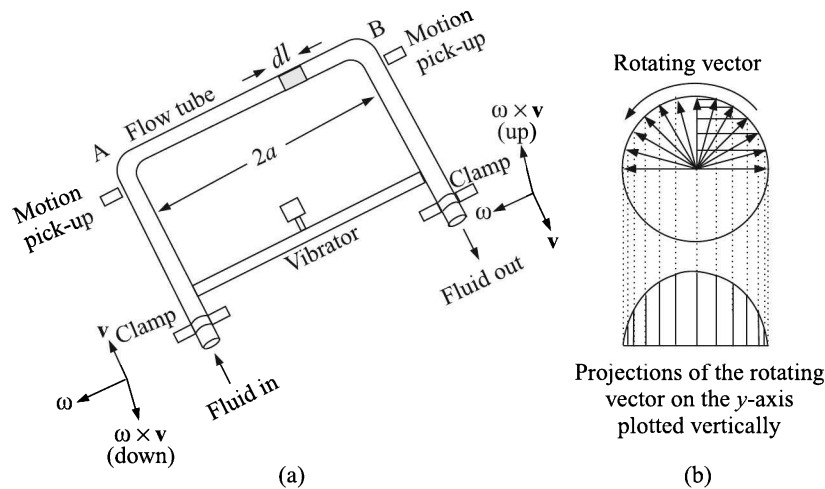 B
Motion
pick-up
dl
Flow tube
A
2a
Motion
pick-up
ω × v
(up)
Clamp
ω
v
Vibrator
Fluid out
Clamp
v
ω
ω × v
(down)
Fluid in
(a)
Rotating vector
Projections of the rotating
vector on the y-axis
plotted vertically
(b)